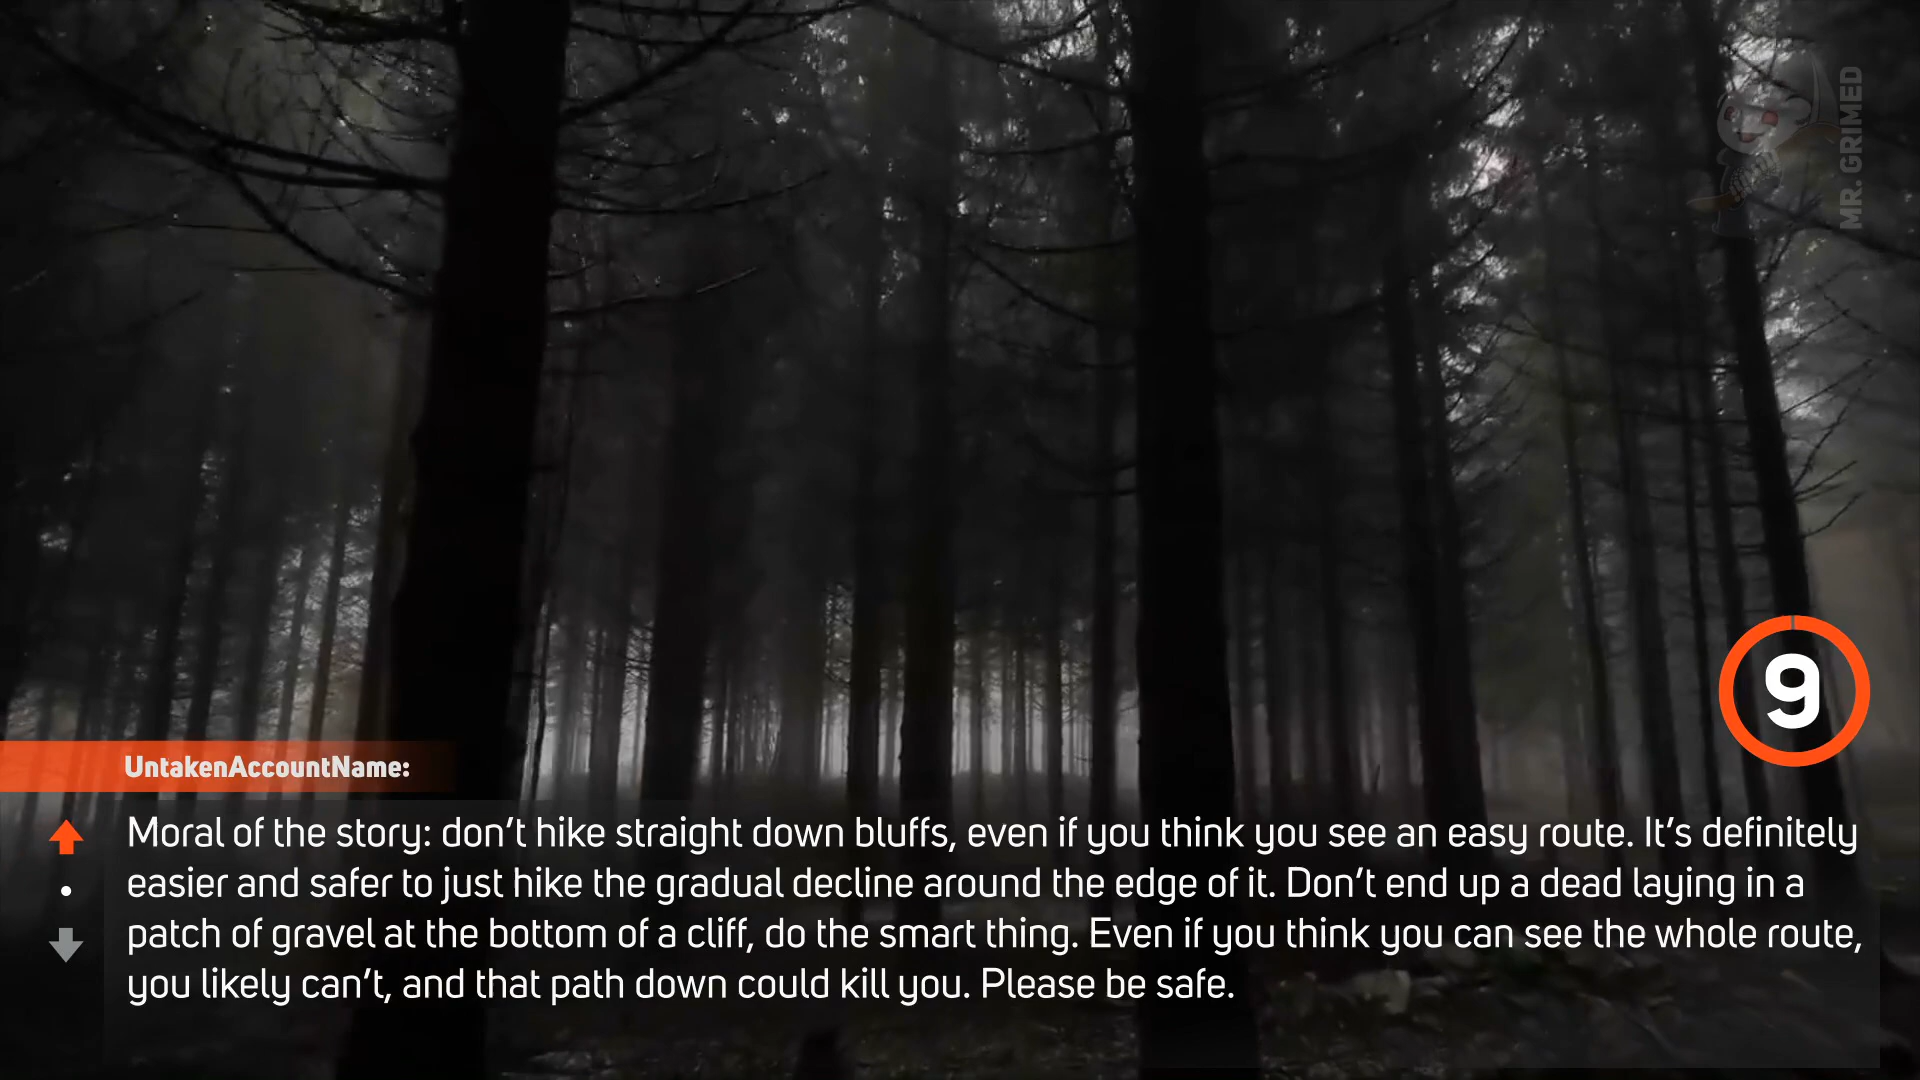 MR. GRIMED
9
UntakenAccountName:
Moral of the story: don't hike straight down bluffs, even if you think you see an easy route. It's definitely
easier and safer to just hike the gradual decline around the edge of it. Don't end up a dead laying in a
patch of gravel at the bottom of a cliff, do the smart thing. Even if you think you can see the whole route,
you likely can't, and that path down could kill you. Please be safe.